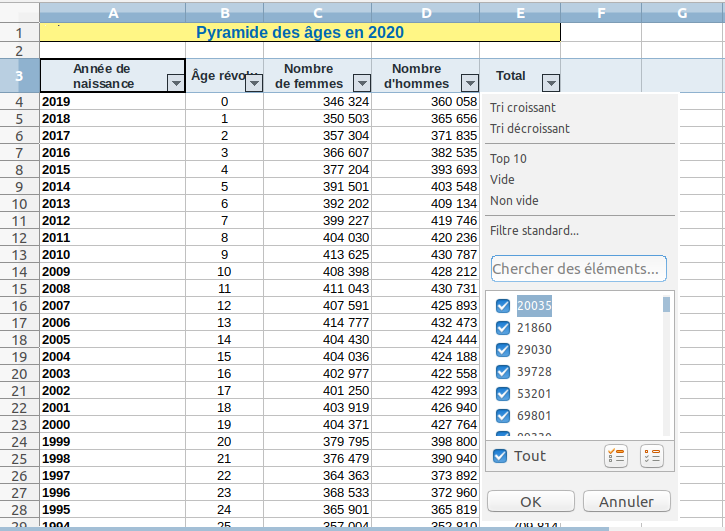 A B C D E F G
1 Pyramide des âges en 2020
2
3 Année de naissance Âge révolu Nombre de femmes Nombre d'hommes Total
4 2019 0 346 324 360 058
5 2018 1 350 503 365 656
6 2017 2 357 304 371 835
7 2016 3 366 607 382 535
8 2015 4 377 204 393 693
9 2014 5 391 501 403 548
10 2013 6 392 202 409 134
11 2012 7 399 227 419 746
12 2011 8 404 030 420 236
13 2010 9 413 625 430 787
14 2009 10 408 398 428 212
15 2008 11 411 043 430 731
16 2007 12 407 591 425 893
17 2006 13 414 777 432 473
18 2005 14 404 430 424 444
19 2004 15 404 036 424 188
20 2003 16 402 977 422 558
21 2002 17 401 250 422 993
22 2001 18 403 919 426 940
23 2000 19 404 371 427 764
24 1999 20 379 795 398 800
25 1998 21 376 479 390 940
26 1997 22 364 363 373 892
27 1996 23 368 533 372 960
28 1995 24 365 901 365 819
29 1994 25 357 004 352 810 709 814
Tri croissant
Tri décroissant
Top 10
Vide
Non vide
Filtre standard...
Chercher des éléments...
20035
21860
29030
39728
53201
69801
Tout
OK Annuler